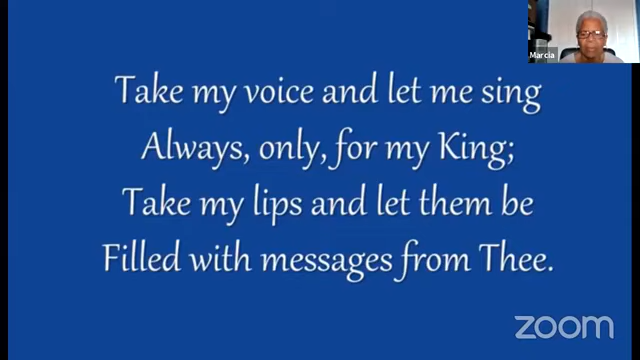 Marcia
Take my voice and let me sing
Always, only, for my King;
Take my lips and let them be
Filled with messages from Thee.
zoom